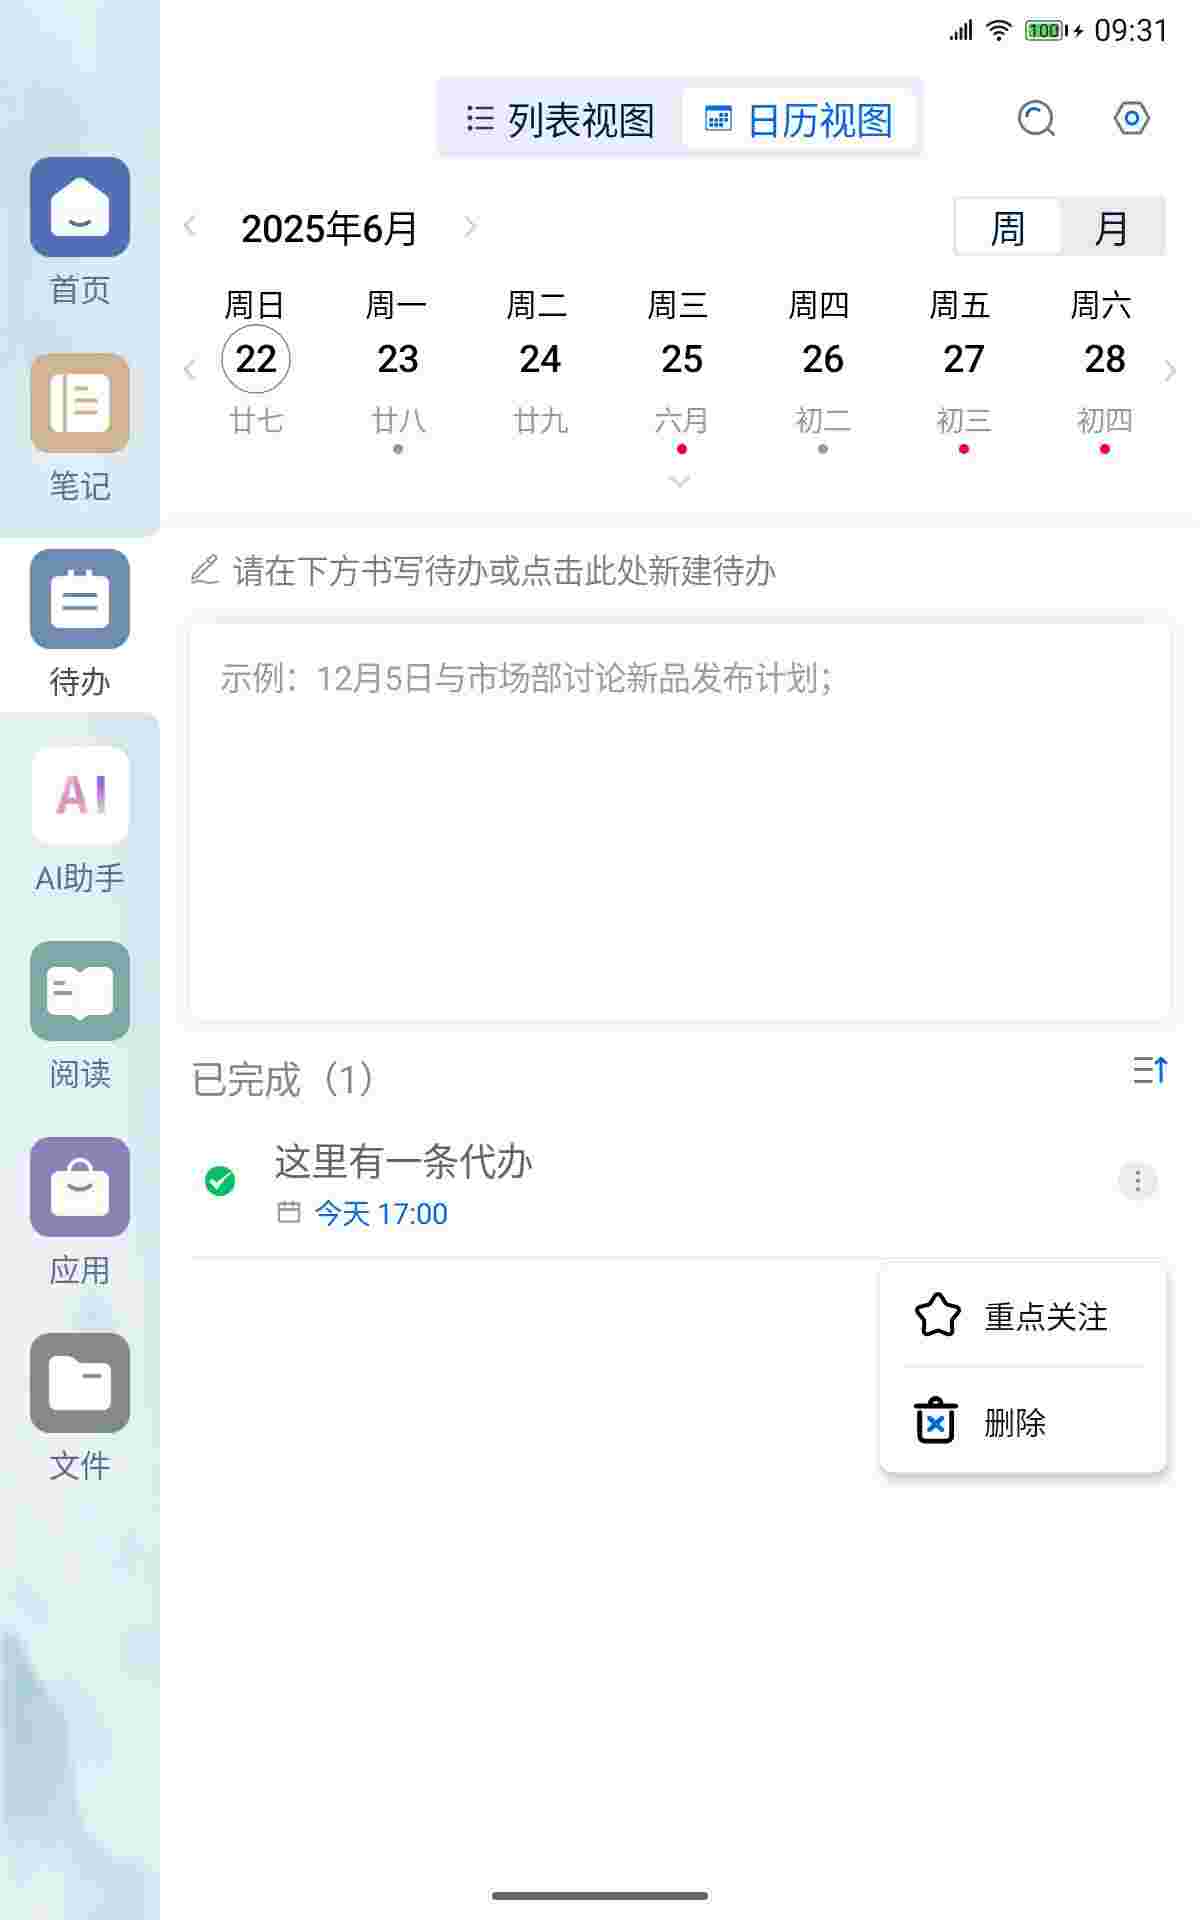 100 09:31
列表视图 日历视图
2025年6月 周 月
周日 周一 周二 周三 周四 周五 周六
22 23 24 25 26 27 28
廿七 廿八 廿九 六月 初二 初三 初四
请在下方书写待办或点击此处新建待办
示例：12月5日与市场部讨论新品发布计划；
已完成（1）
这里有一条代办
今天 17:00
重点关注
删除
首页
笔记
待办
AI
AI助手
阅读
应用
文件